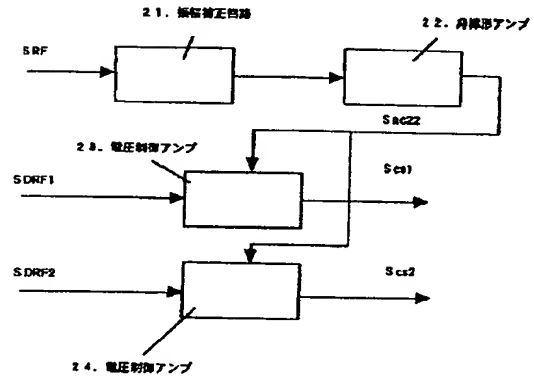 21. 振幅補正回路
22. 非線形アンプ
SRF
Sac22
23. 電圧制御アンプ
Scs1
SDRF1
SDRF2
Scs2
24. 電圧制御アンプ